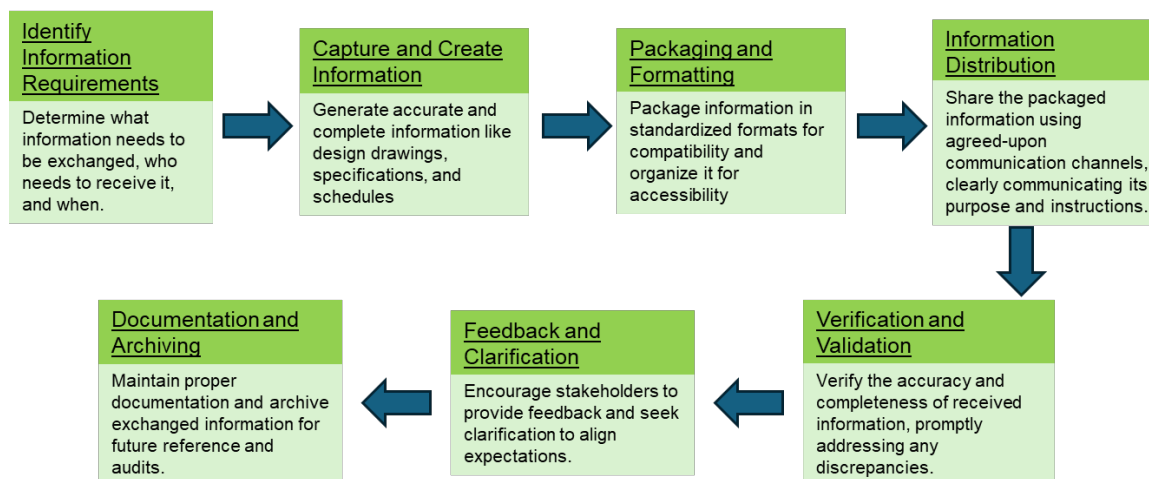 Identify
Information
Requirements
Determine what
information needs to
be exchanged, who
needs to receive it,
and when.
Capture and Create
Information
Generate accurate and
complete information like
design drawings,
specifications, and
schedules
Packaging and
Formatting
Package information in
standardized formats for
compatibility and
organize it for
accessibility
Information
Distribution
Share the packaged
information using
agreed-upon
communication channels,
clearly communicating its
purpose and instructions.
Verification and
Validation
Verify the accuracy and
completeness of received
information, promptly
addressing any
discrepancies.
Feedback and
Clarification
Encourage stakeholders to
provide feedback and seek
clarification to align
expectations.
Documentation and
Archiving
Maintain proper
documentation and archive
exchanged information for
future reference and
audits.